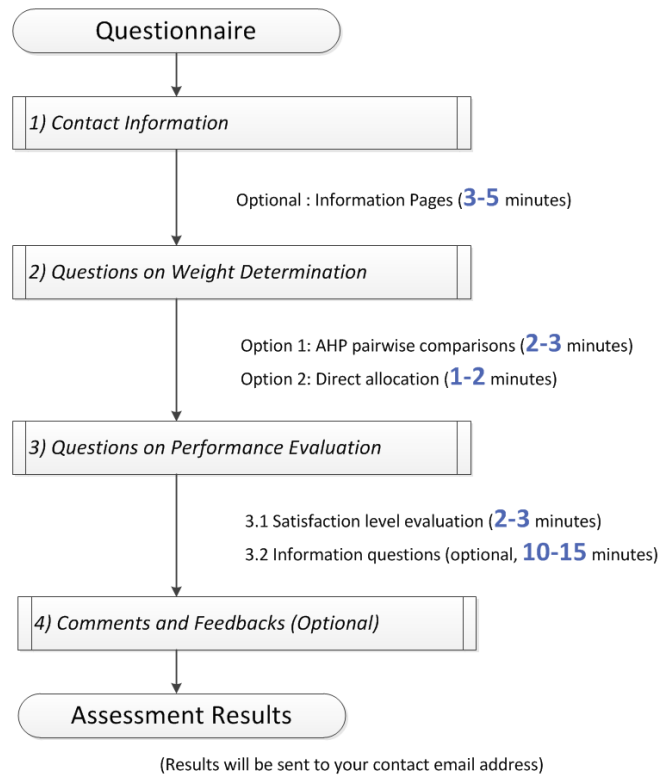 Questionnaire
1) Contact Information
Optional : Information Pages (3-5 minutes)
2) Questions on Weight Determination
Option 1: AHP pairwise comparisons (2-3 minutes)
Option 2: Direct allocation (1-2 minutes)
3) Questions on Performance Evaluation
3.1 Satisfaction level evaluation (2-3 minutes)
3.2 Information questions (optional, 10-15 minutes)
4) Comments and Feedbacks (Optional)
Assessment Results
(Results will be sent to your contact email address)